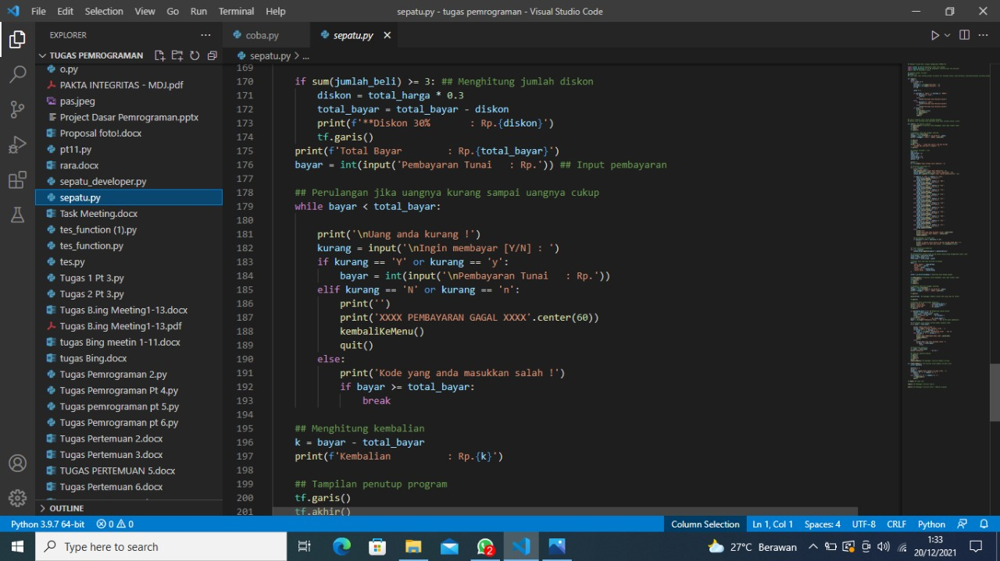 File Edit Selection View Go Run Terminal Help
sepatu.py - tugas pemrograman - Visual Studio Code
EXPLORER
coba.py
sepatu.py
TUGAS PEMROGRAMAN
o.py
PAKTA INTEGRITAS - MDJ.pdf
pas.jpeg
Project Dasar Pemrograman.pptx
Proposal foto!.docx
pt11.py
rara.docx
sepatu_developer.py
sepatu.py
Task Meeting.docx
tes_function (1).py
tes_function.py
tes.py
Tugas 1 Pt 3.py
Tugas 2 Pt 3.py
Tugas B.ing Meeting1-13.docx
Tugas B.ing Meeting1-13.pdf
tugas Bing meetin 1-11.docx
tugas Bing.docx
Tugas Pemrograman 2.py
Tugas Pemrograman Pt 4.py
Tugas pemrograman pt 5.py
Tugas pemrograman pt 6.py
Tugas Pertemuan 2.docx
Tugas Pertemuan 3.docx
TUGAS PERTEMUAN 5.docx
Tugas Pertemuan 6.docx
OUTLINE
sepatu.py > ...
169
170 if sum(jumlah_beli) >= 3: ## Menghitung jumlah diskon
171 diskon = total_harga * 0.3
172 total_bayar = total_bayar - diskon
173 print(f'**Diskon 30% : Rp.{diskon}')
174 tf.garis()
175 print(f'Total Bayar : Rp.{total_bayar}')
176 bayar = int(input('Pembayaran Tunai : Rp.')) ## Input pembayaran
177
178 ## Perulangan jika uangnya kurang sampai uangnya cukup
179 while bayar < total_bayar:
180
181 print('\nUang anda kurang !')
182 kurang = input('\nIngin membayar [Y/N] : ')
183 if kurang == 'Y' or kurang == 'y':
184 bayar = int(input('\nPembayaran Tunai : Rp.'))
185 elif kurang == 'N' or kurang == 'n':
186 print('')
187 print('XXXX PEMBAYARAN GAGAL XXXX'.center(60))
188 kembaliKeMenu()
189 quit()
190 else:
191 print('Kode yang anda masukkan salah !')
192 if bayar >= total_bayar:
193 break
194
195 ## Menghitung kembalian
196 k = bayar - total_bayar
197 print(f'Kembalian : Rp.{k}')
198
199 ## Tampilan penutup program
200 tf.garis()
201 tf.akhir()
Python 3.9.7 64-bit 0 0 Column Selection Ln 1, Col 1 Spaces: 4 UTF-8 CRLF Python
Type here to search
2
27°C Berawan
1:33
20/12/2021